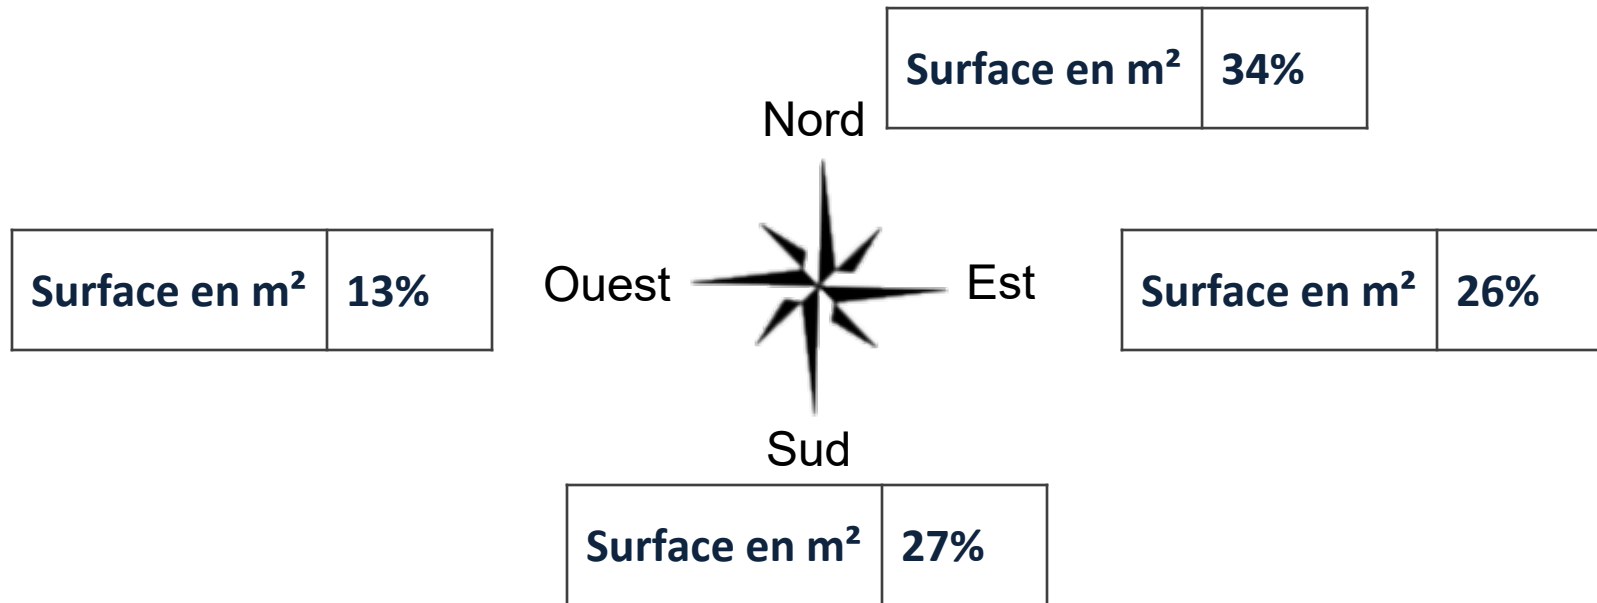 Surface en m² 34%
Nord
Surface en m² 13%
Ouest
Est
Surface en m² 26%
Sud
Surface en m² 27%